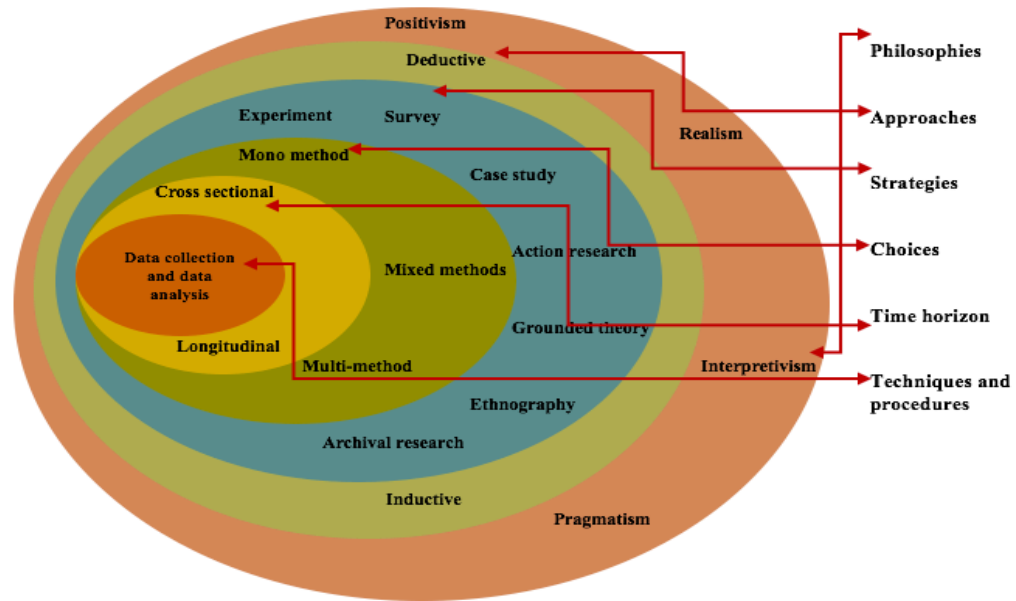 Positivism
Philosophies
Deductive
Experiment
Survey
Approaches
Realism
Mono method
Case study
Strategies
Cross sectional
Action research
Choices
Data collection
and data
analysis
Mixed methods
Time horizon
Grounded theory
Longitudinal
Multi-method
Interpretivism
Techniques and
procedures
Ethnography
Archival research
Inductive
Pragmatism